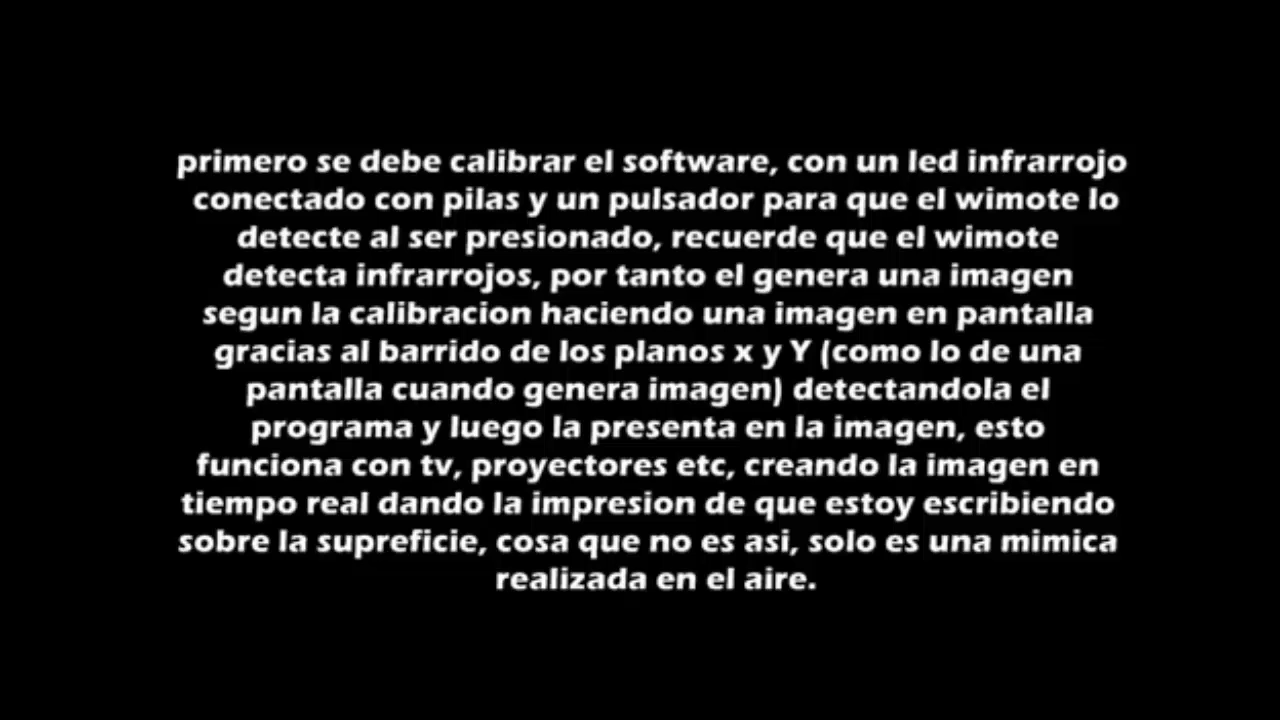 primero se debe calibrar el software, con un led infrarrojo
conectado con pilas y un pulsador para que el wimote lo
detecte al ser presionado, recuerde que el wimote
detecta infrarrojos, por tanto el genera una imagen
segun la calibracion haciendo una imagen en pantalla
gracias al barrido de los planos x y Y (como lo de una
pantalla cuando genera imagen) detectandola el
programa y luego la presenta en la imagen, esto
funciona con tv, proyectores etc, creando la imagen en
tiempo real dando la impresion de que estoy escribiendo
sobre la supreficie, cosa que no es asi, solo es una mimica
realizada en el aire.